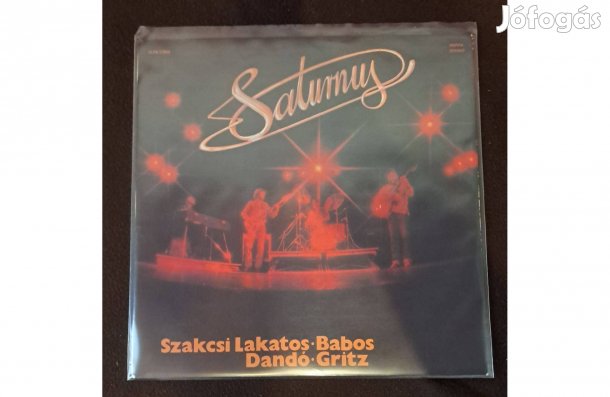 Jófogás
Saturnus
Szakcsi Lakatos·Babos
Dandó·Gritz